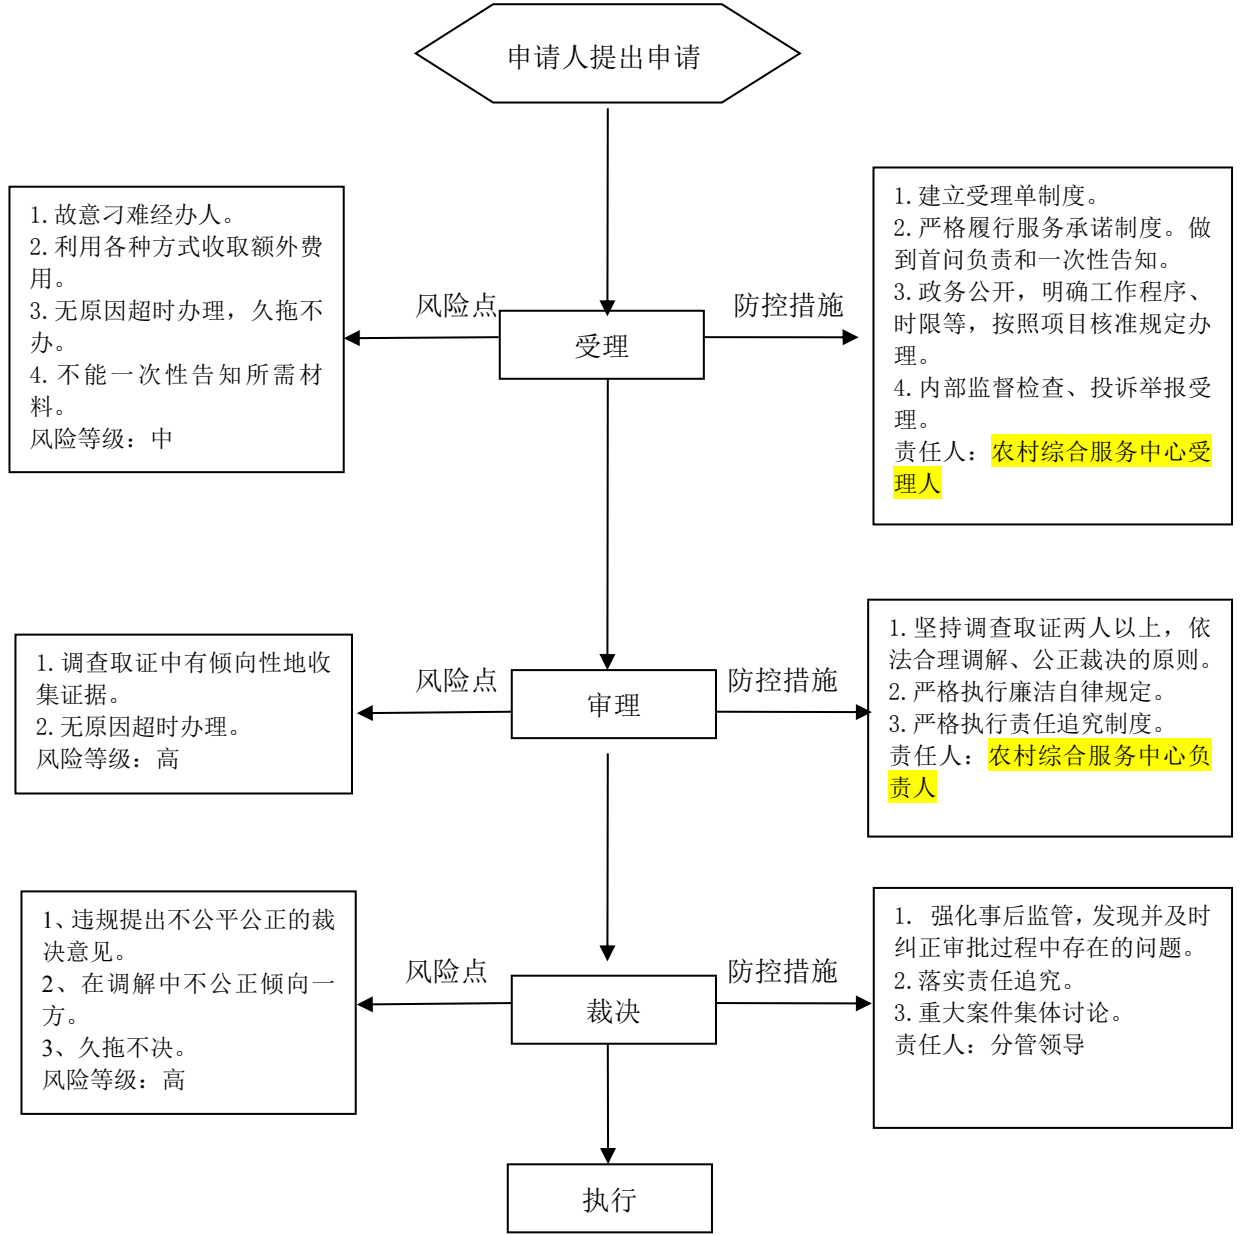 申请人提出申请
1.故意刁难经办人。
2.利用各种方式收取额外费
用。
3.无原因超时办理，久拖不
办。
4.不能一次性告知所需材
料。
风险等级：中
风险点
受理
防控措施
1.建立受理单制度。
2.严格履行服务承诺制度。做
到首问负责和一次性告知。
3.政务公开，明确工作程序、
时限等，按照项目核准规定办
理。
4.内部监督检查、投诉举报受
理。
责任人：农村综合服务中心受
理人
1.调查取证中有倾向性地收
集证据。
2.无原因超时办理。
风险等级：高
风险点
审理
防控措施
1.坚持调查取证两人以上，依
法合理调解、公正裁决的原则。
2.严格执行廉洁自律规定。
3.严格执行责任追究制度。
责任人：农村综合服务中心负
责人
1、违规提出不公平公正的裁
决意见。
2、在调解中不公正倾向一
方。
3、久拖不决。
风险等级：高
风险点
裁决
防控措施
1. 强化事后监管，发现并及时
纠正审批过程中存在的问题。
2.落实责任追究。
3.重大案件集体讨论。
责任人：分管领导
执行